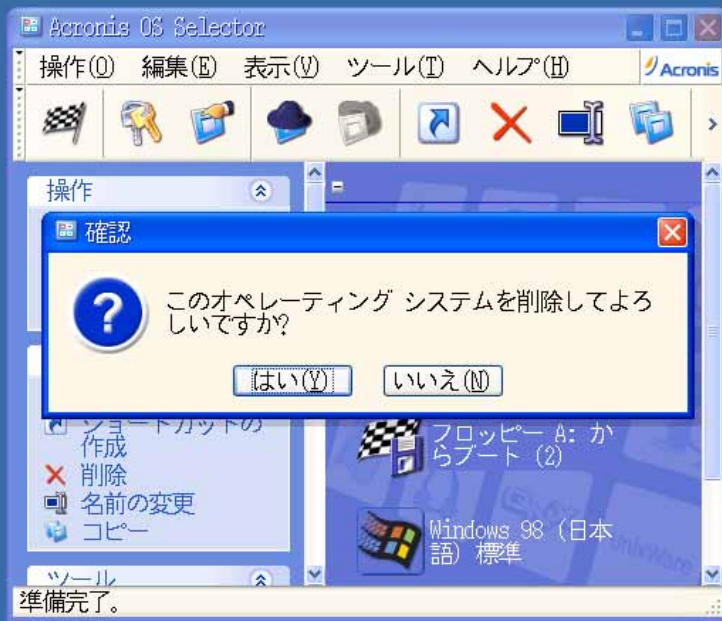 Acronis OS Selector
操作(O) 編集(E) 表示(V) ツール(T) ヘルプ(H)
Acronis
操作
確認
このオペレーティング システムを削除してよろ
しいですか?
はい(Y) いいえ(N)
ショートカットの
作成
削除
名前の変更
コピー
ツール
フロッピー A: か
らブート (2)
Windows 98 (日本
語) 標準
準備完了。